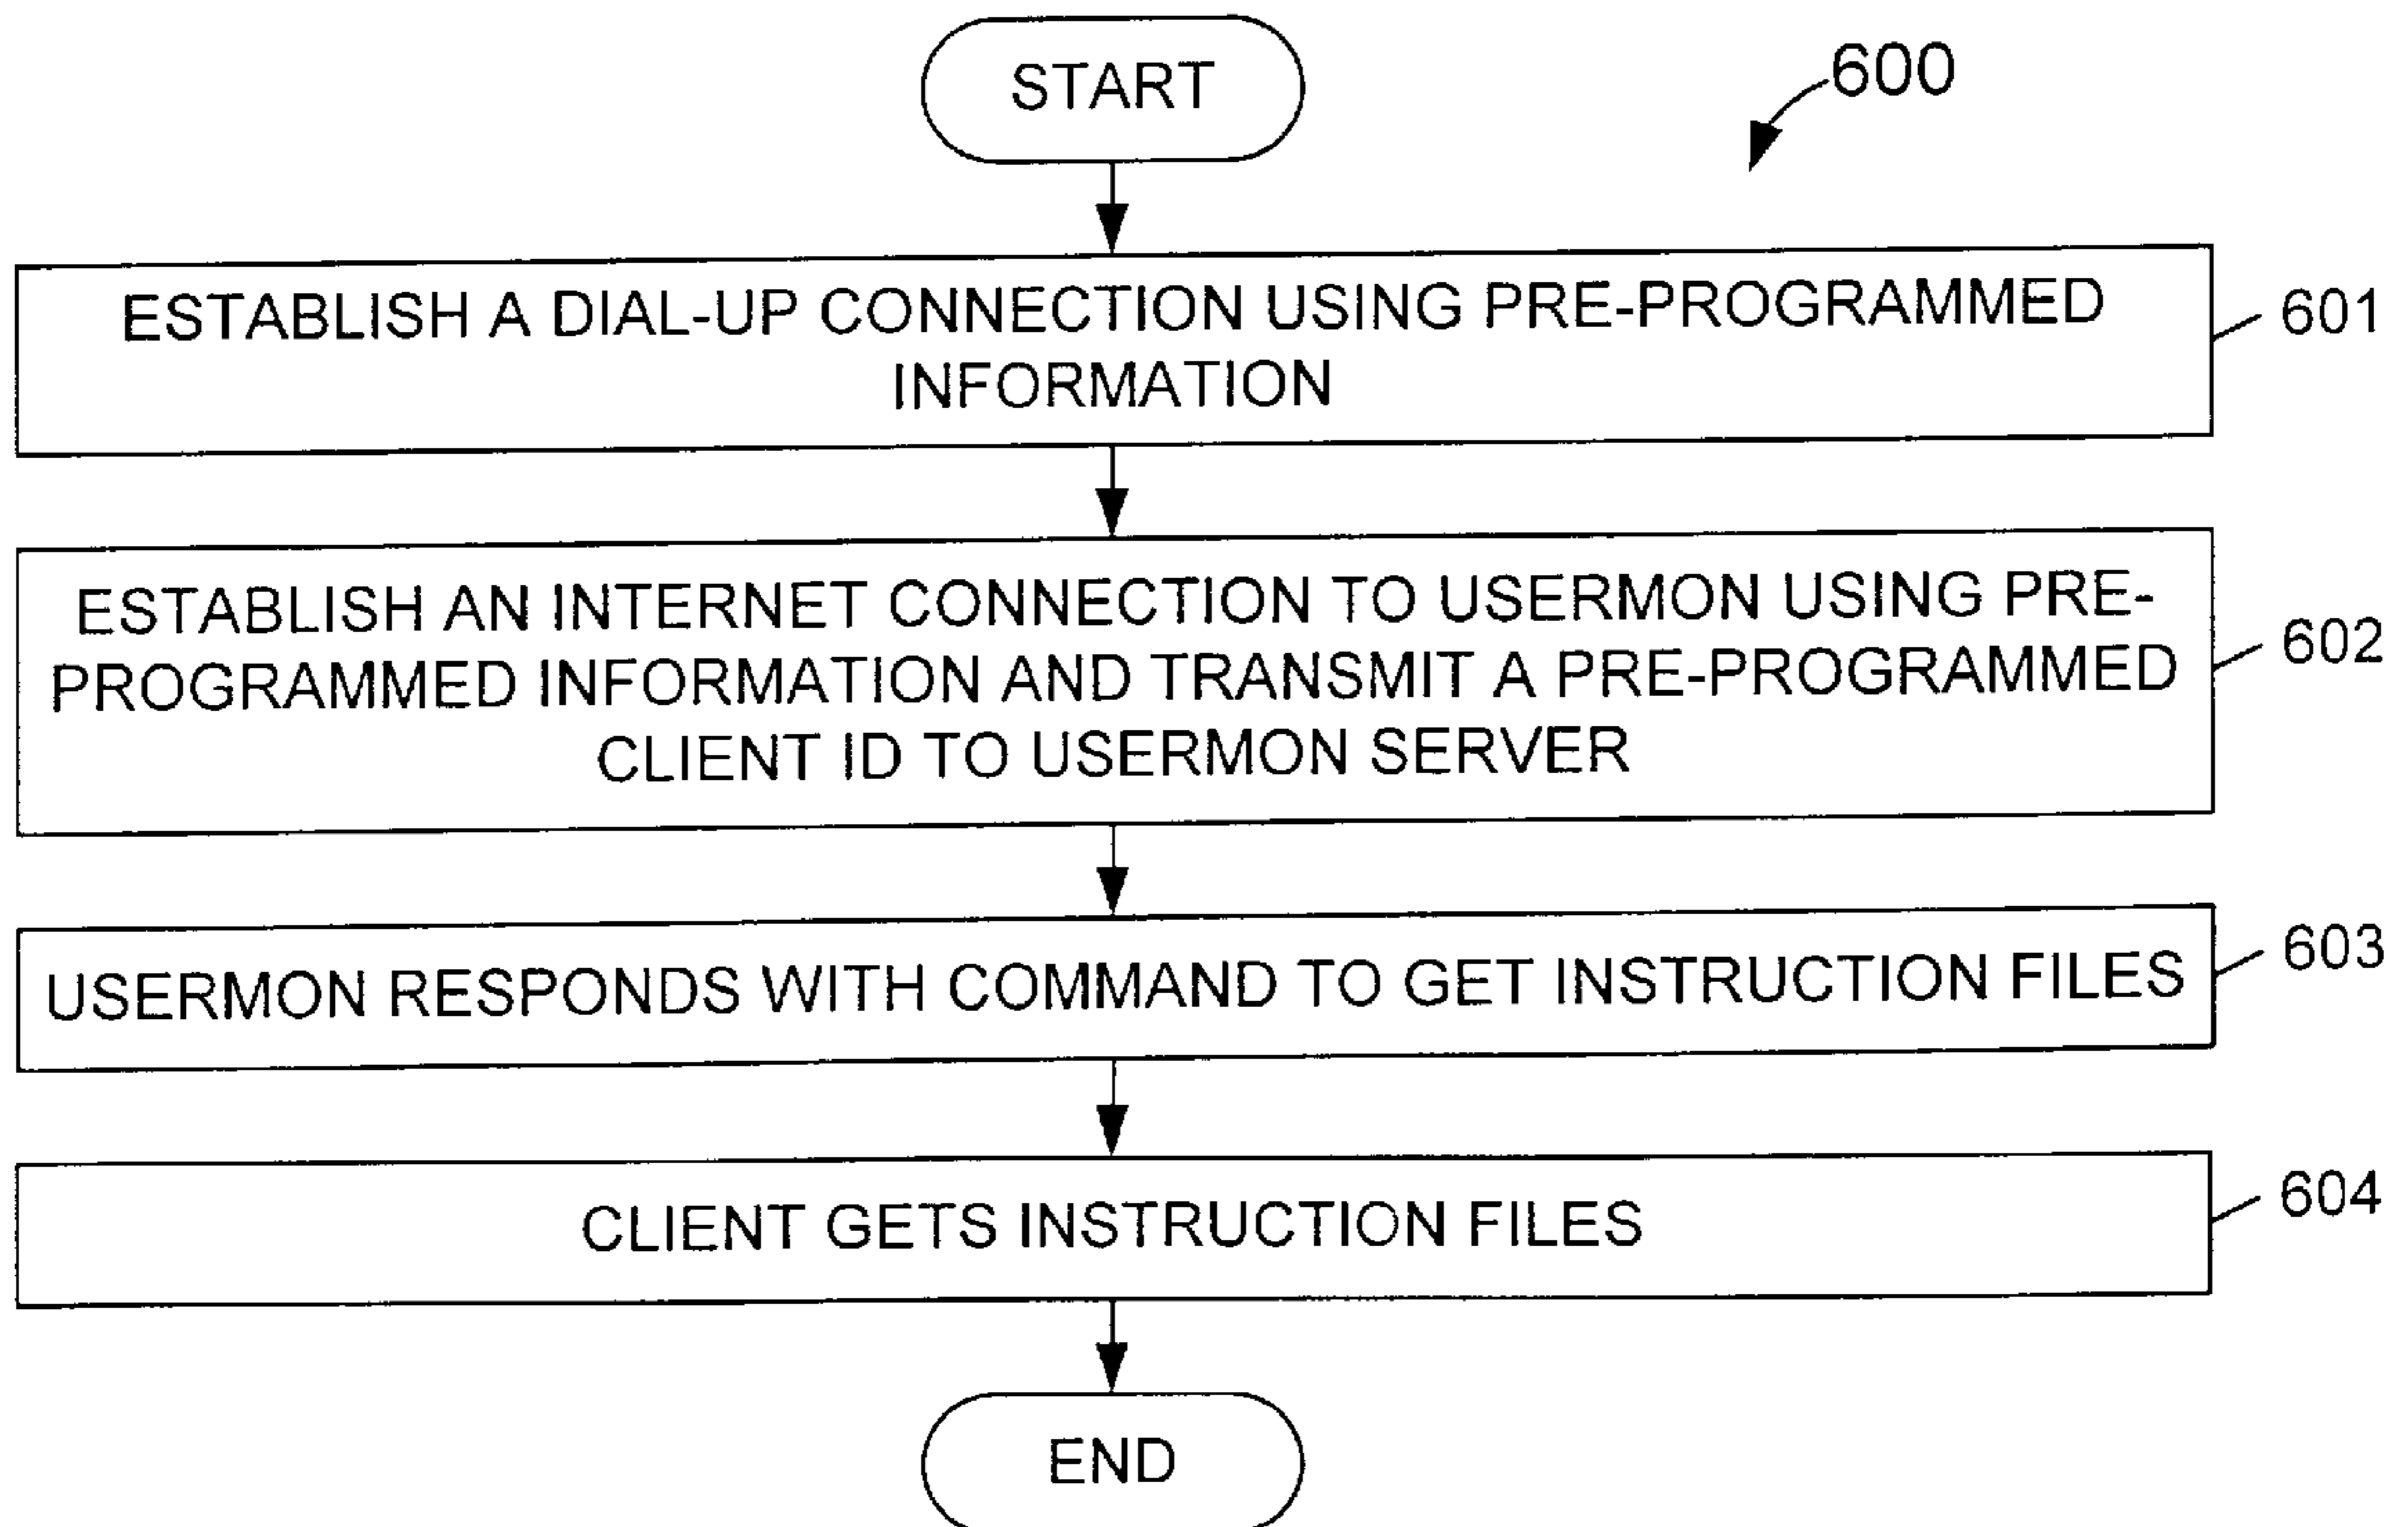 START
600
ESTABLISH A DIAL-UP CONNECTION USING PRE-PROGRAMMED
INFORMATION
601
ESTABLISH AN INTERNET CONNECTION TO USERMON USING PRE-
PROGRAMMED INFORMATION AND TRANSMIT A PRE-PROGRAMMED
CLIENT ID TO USERMON SERVER
602
USERMON RESPONDS WITH COMMAND TO GET INSTRUCTION FILES
603
CLIENT GETS INSTRUCTION FILES
604
END